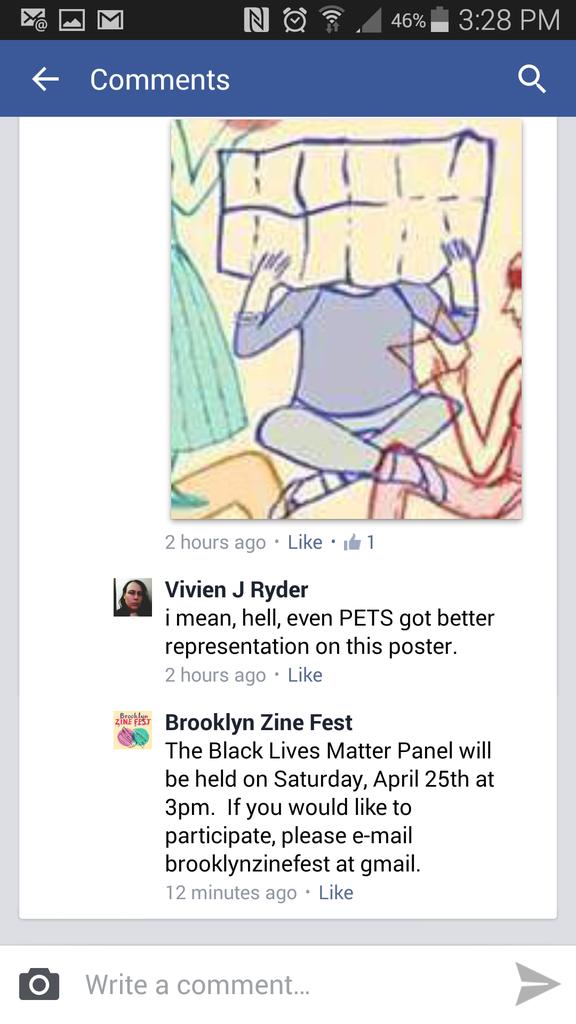 46% 3:28 PM
Comments
2 hours ago · Like · 1
Vivien J Ryder
i mean, hell, even PETS got better
representation on this poster.
2 hours ago · Like
Brooklyn
ZINE FEST
Brooklyn Zine Fest
The Black Lives Matter Panel will
be held on Saturday, April 25th at
3pm.  If you would like to
participate, please e-mail
brooklynzinefest at gmail.
12 minutes ago · Like
Write a comment...